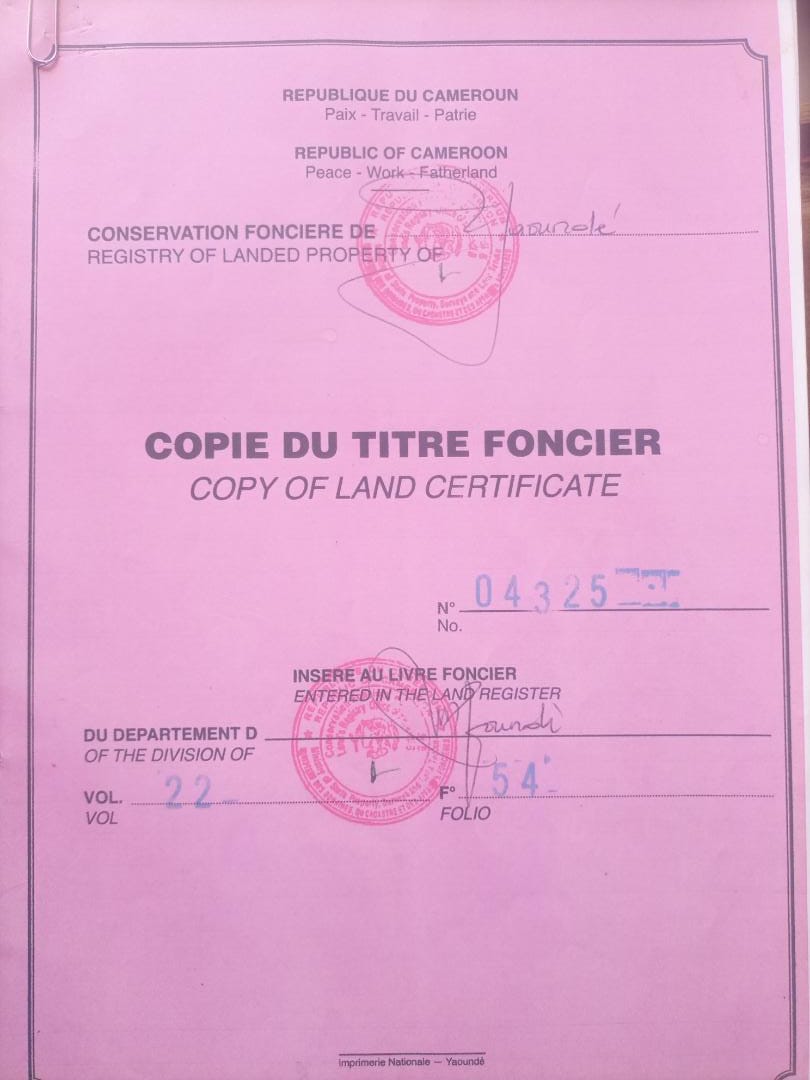 REPUBLIQUE DU CAMEROUN
Paix - Travail - Patrie
REPUBLIC OF CAMEROON
Peace - Work - Fatherland
CONSERVATION FONCIERE DE Yaoundé
REGISTRY OF LANDED PROPERTY OF
COPIE DU TITRE FONCIER
COPY OF LAND CERTIFICATE
N° 04325
No.
INSERE AU LIVRE FONCIER
ENTERED IN THE LAND REGISTER
DU DEPARTEMENT D
OF THE DIVISION OF
VOL. 22 F° 54
VOL FOLIO
Imprimerie Nationale — Yaoundé